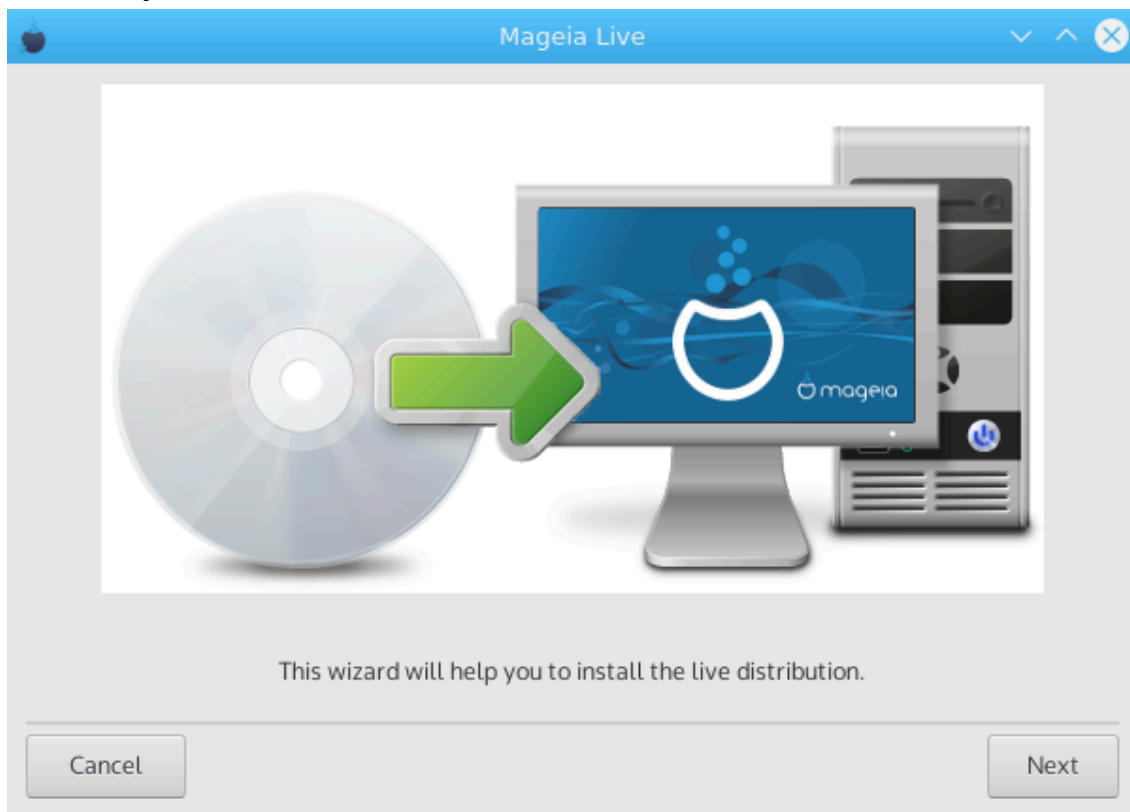 Mageia Live
mageia
This wizard will help you to install the live distribution.
Cancel
Next